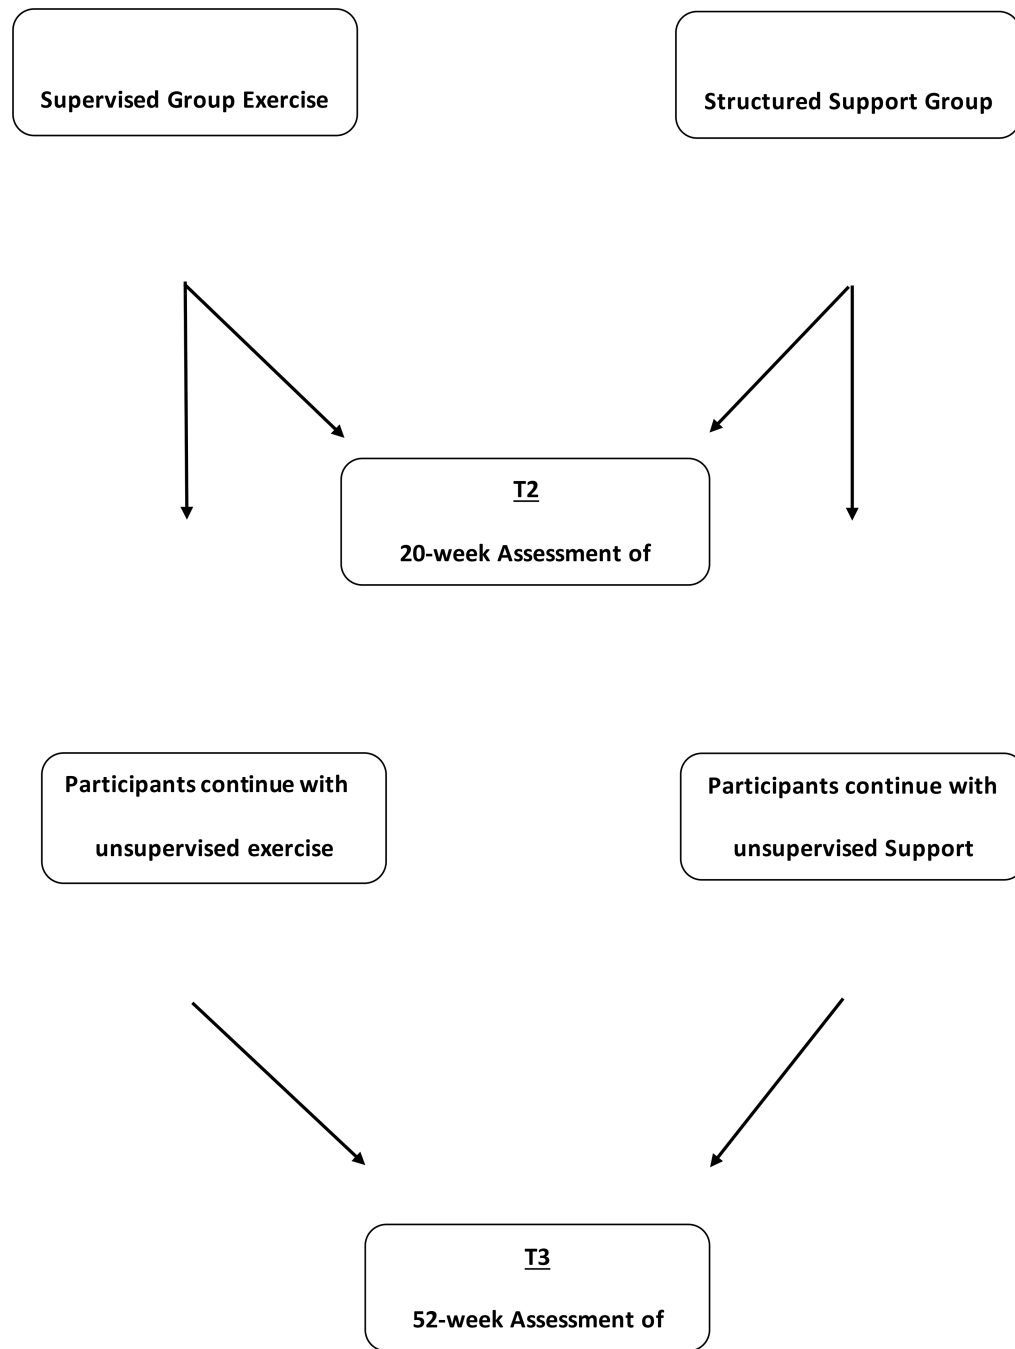 Supervised Group Exercise
Structured Support Group
T2
20-week Assessment of
Participants continue with
unsupervised exercise
Participants continue with
unsupervised Support
T3
52-week Assessment of